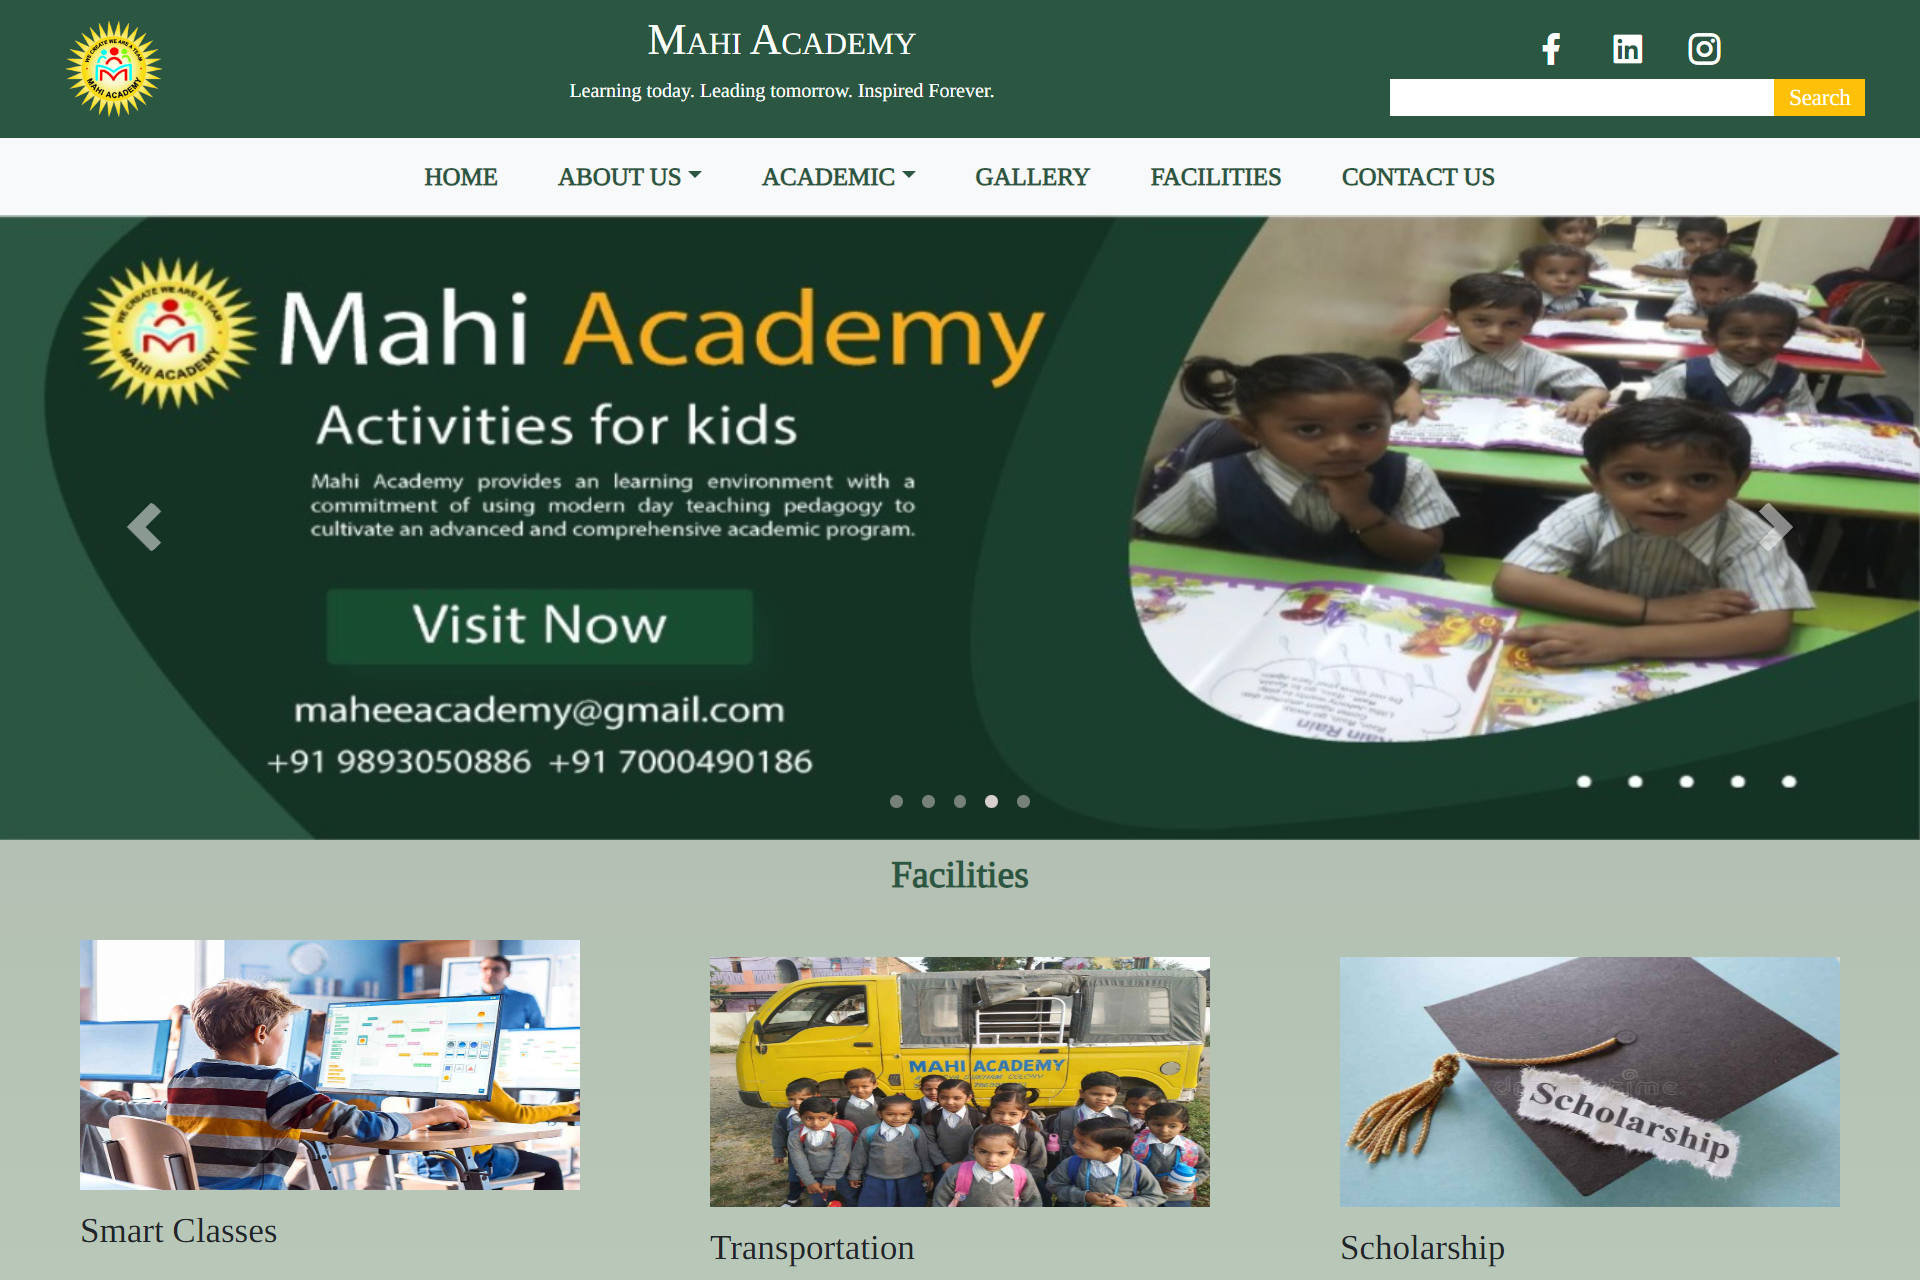 WE CREATE WE ARE A TEAM
MAHI ACADEMY
Mahi Academy
Learning today. Leading tomorrow. Inspired Forever.
Search
HOME
ABOUT US
ACADEMIC
GALLERY
FACILITIES
CONTACT US
WE CREATE WE ARE A TEAM
MAHI ACADEMY
Mahi Academy
Activities for kids
Mahi Academy provides an learning environment with a
commitment of using modern day teaching pedagogy to
cultivate an advanced and comprehensive academic program.
Visit Now
maheeacademy@gmail.com
+91 9893050886 +91 7000490186
Rain Rain
Facilities
MAHI ACADEMY
Scholarship
Smart Classes
Transportation
Scholarship